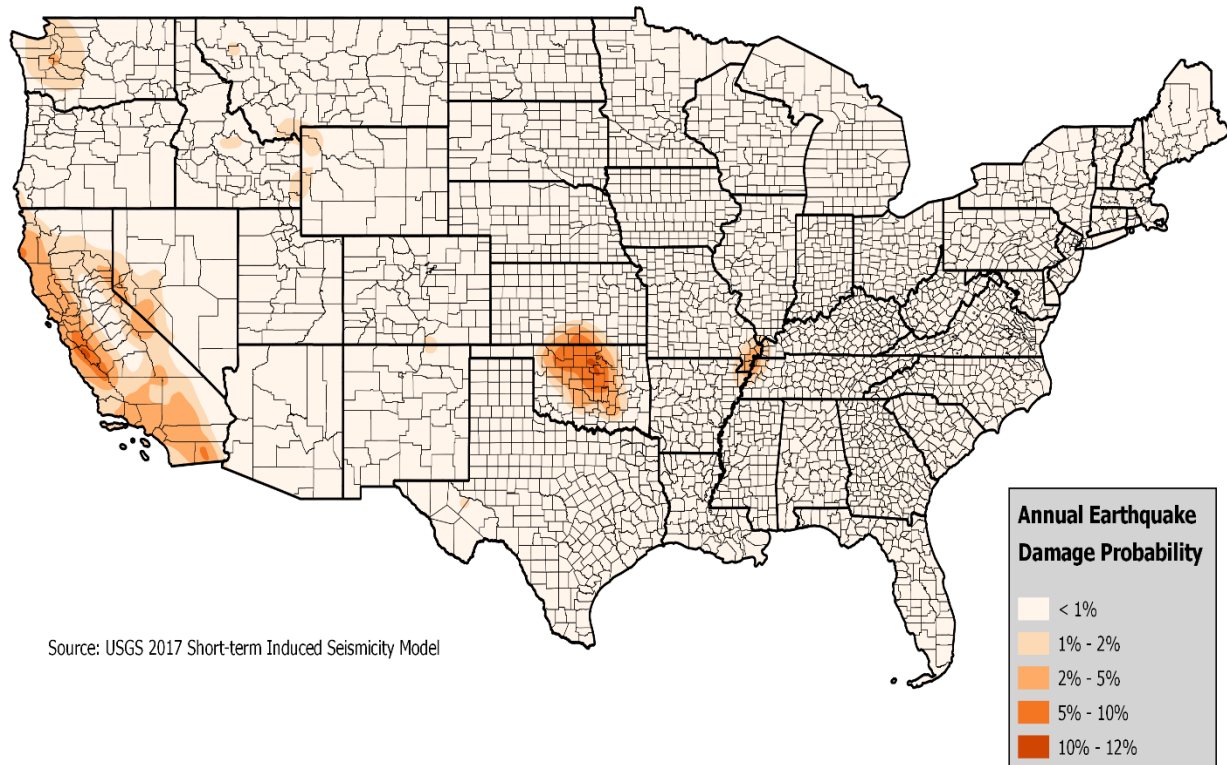 Source: USGS 2017 Short-term Induced Seismicity Model
Annual Earthquake
Damage Probability
< 1%
1% - 2%
2% - 5%
5% - 10%
10% - 12%